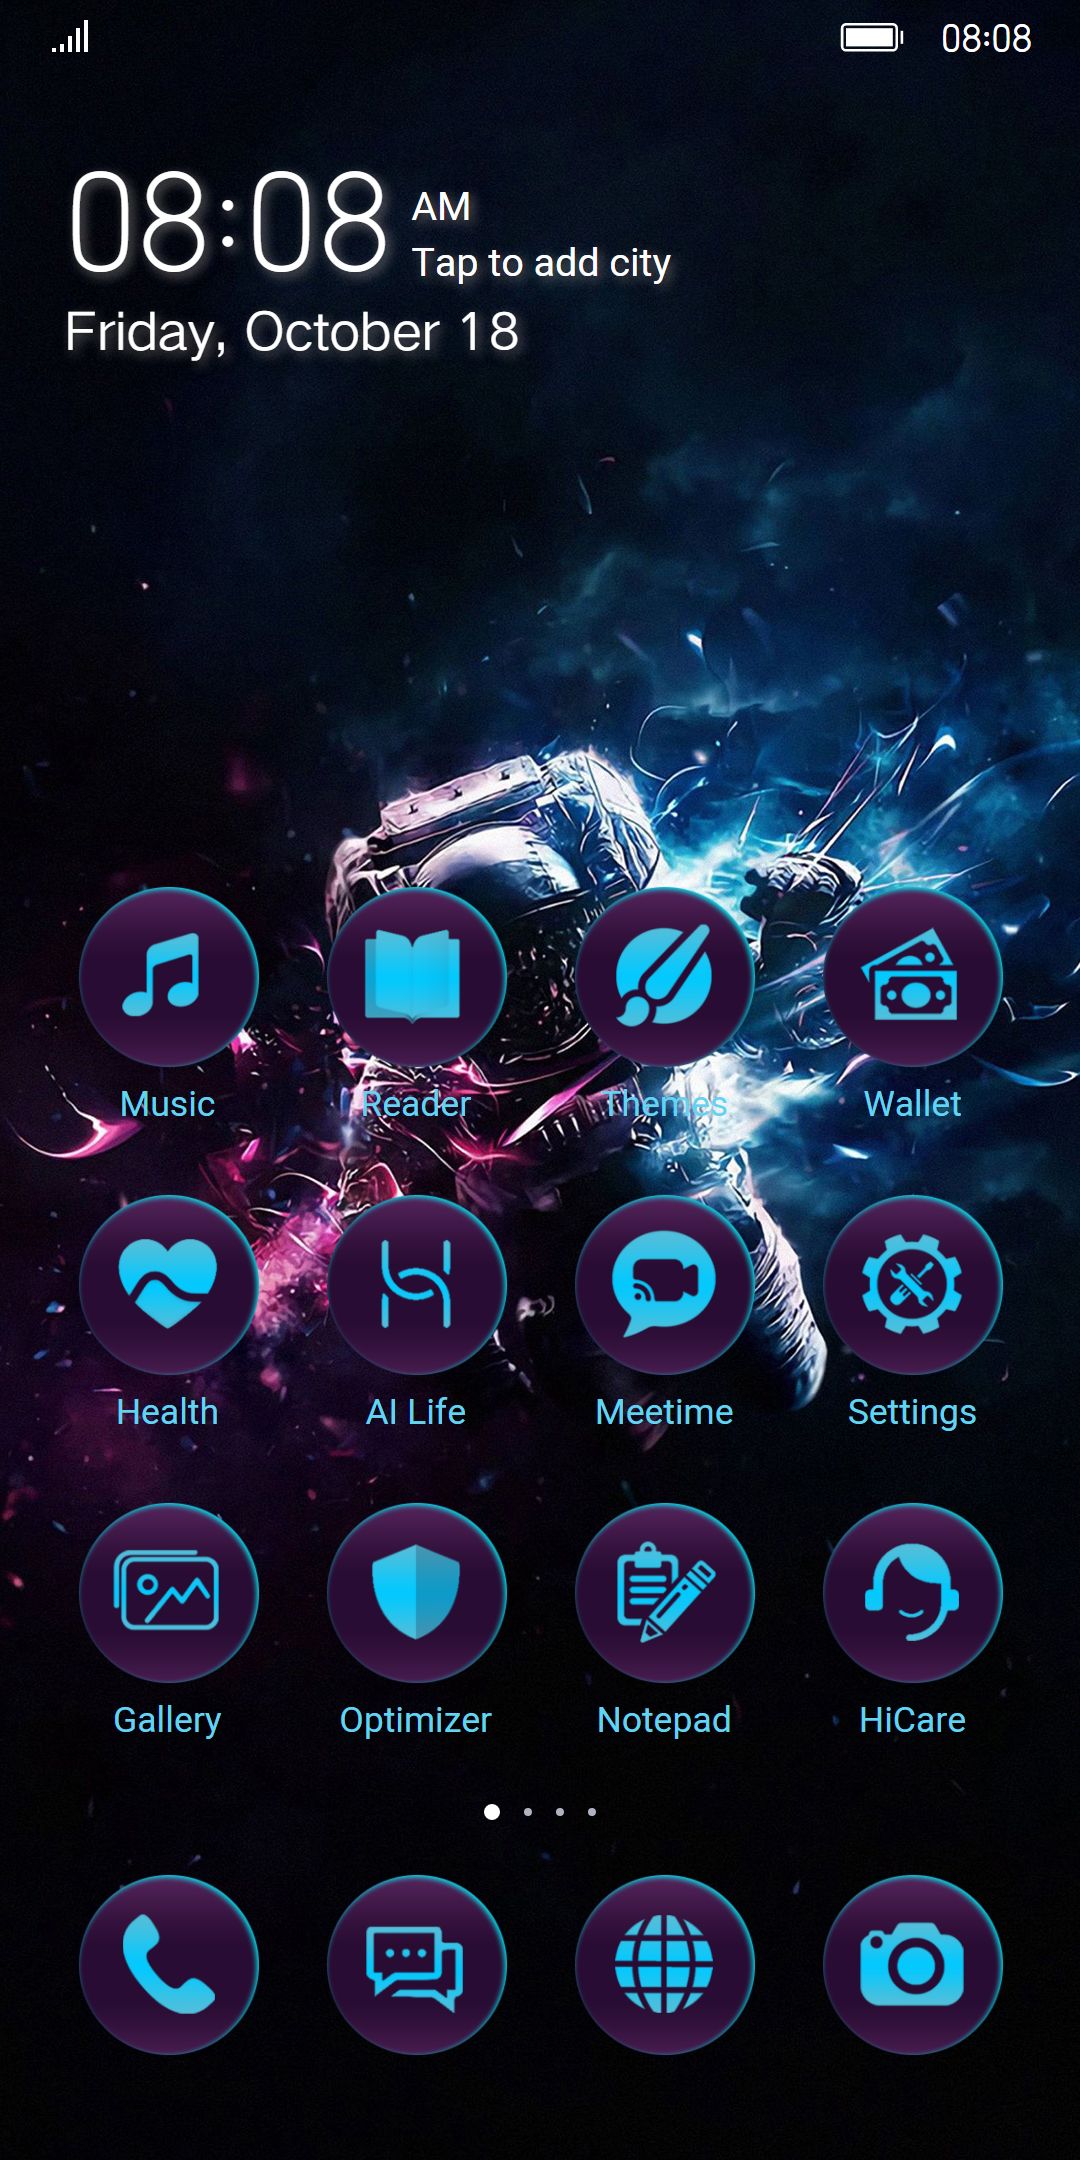 08:08
08:08 AM
Tap to add city
Friday, October 18
Music Reader Themes Wallet
Health AI Life Meetime Settings
Gallery Optimizer Notepad HiCare